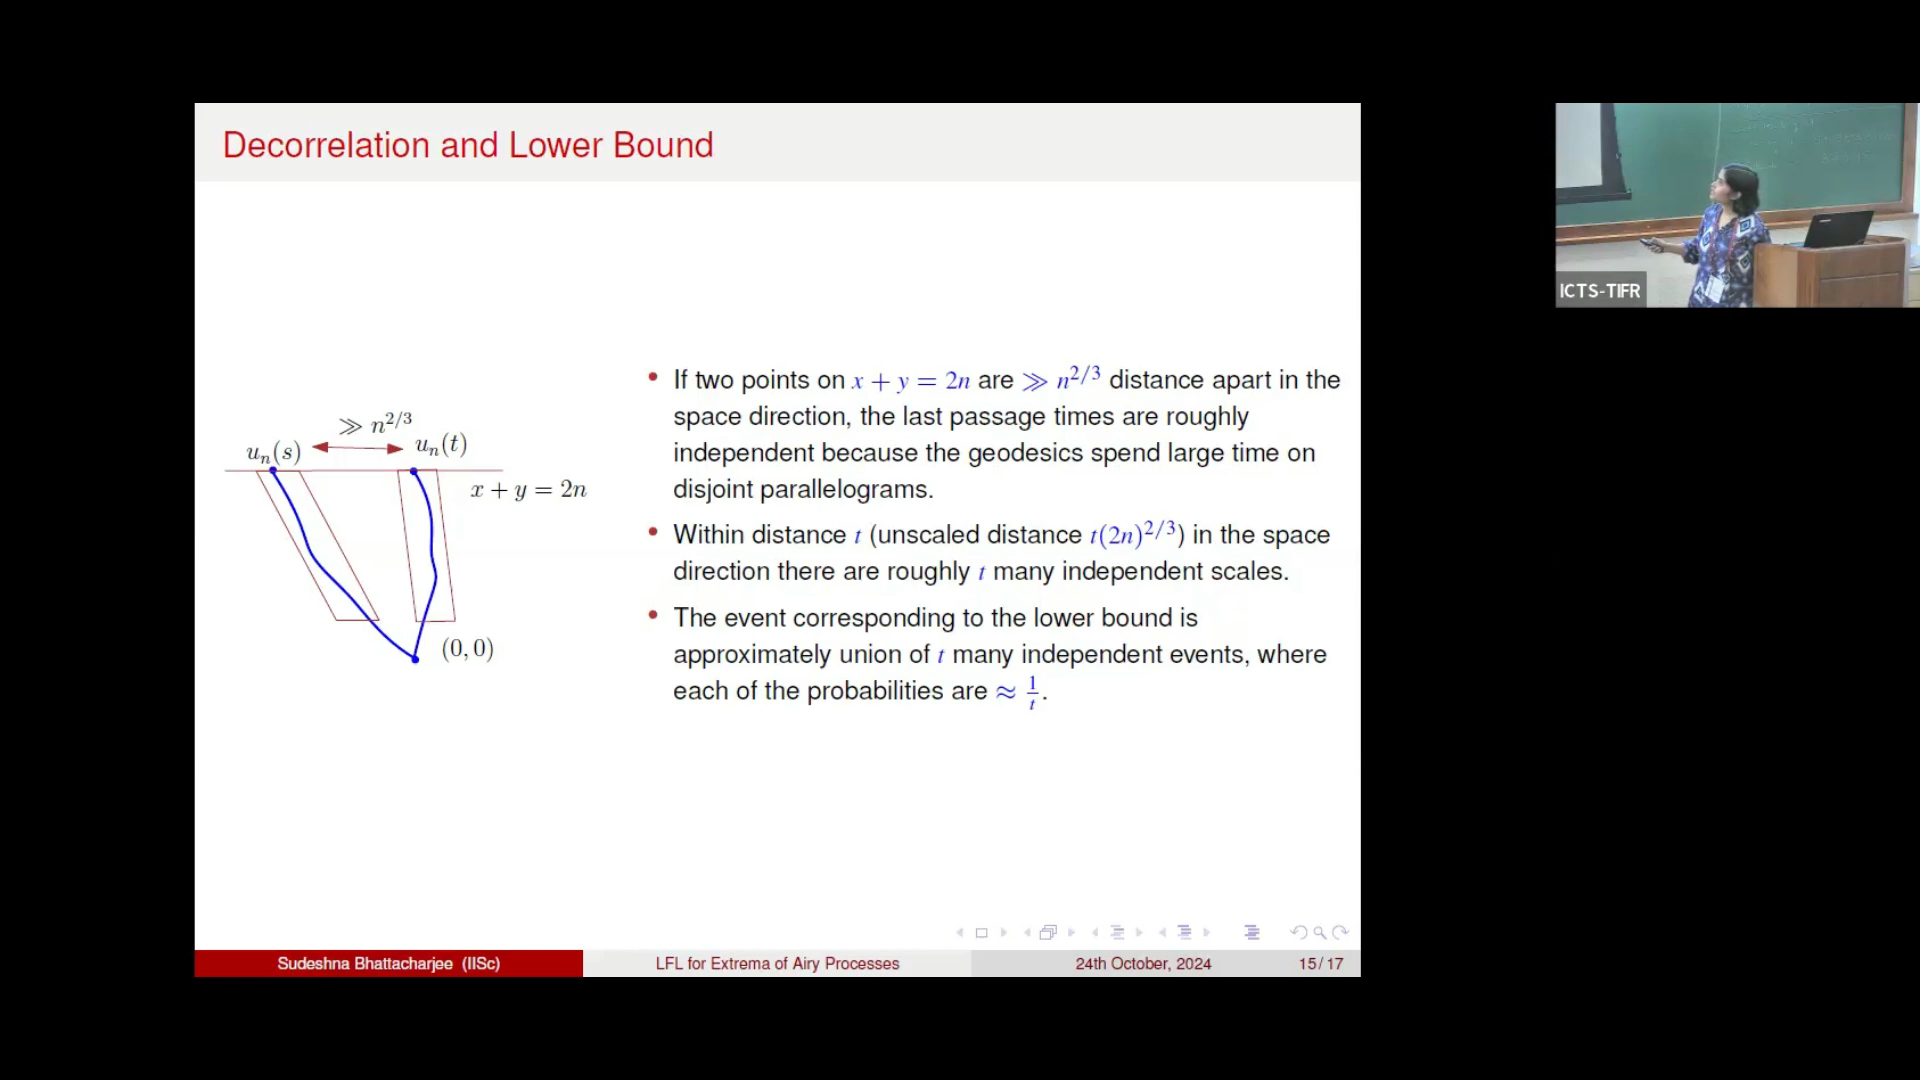 Decorrelation and Lower Bound
≫ n^{2/3}
u_n(s)
u_n(t)
x + y = 2n
(0, 0)
• If two points on x + y = 2n are ≫ n^{2/3} distance apart in the
space direction, the last passage times are roughly
independent because the geodesics spend large time on
disjoint parallelograms.
• Within distance t (unscaled distance t(2n)^{2/3}) in the space
direction there are roughly t many independent scales.
• The event corresponding to the lower bound is
approximately union of t many independent events, where
each of the probabilities are ≈ 1/t.
Sudeshna Bhattacharjee (IISc)
LFL for Extrema of Airy Processes
24th October, 2024
15/17
ICTS-TIFR